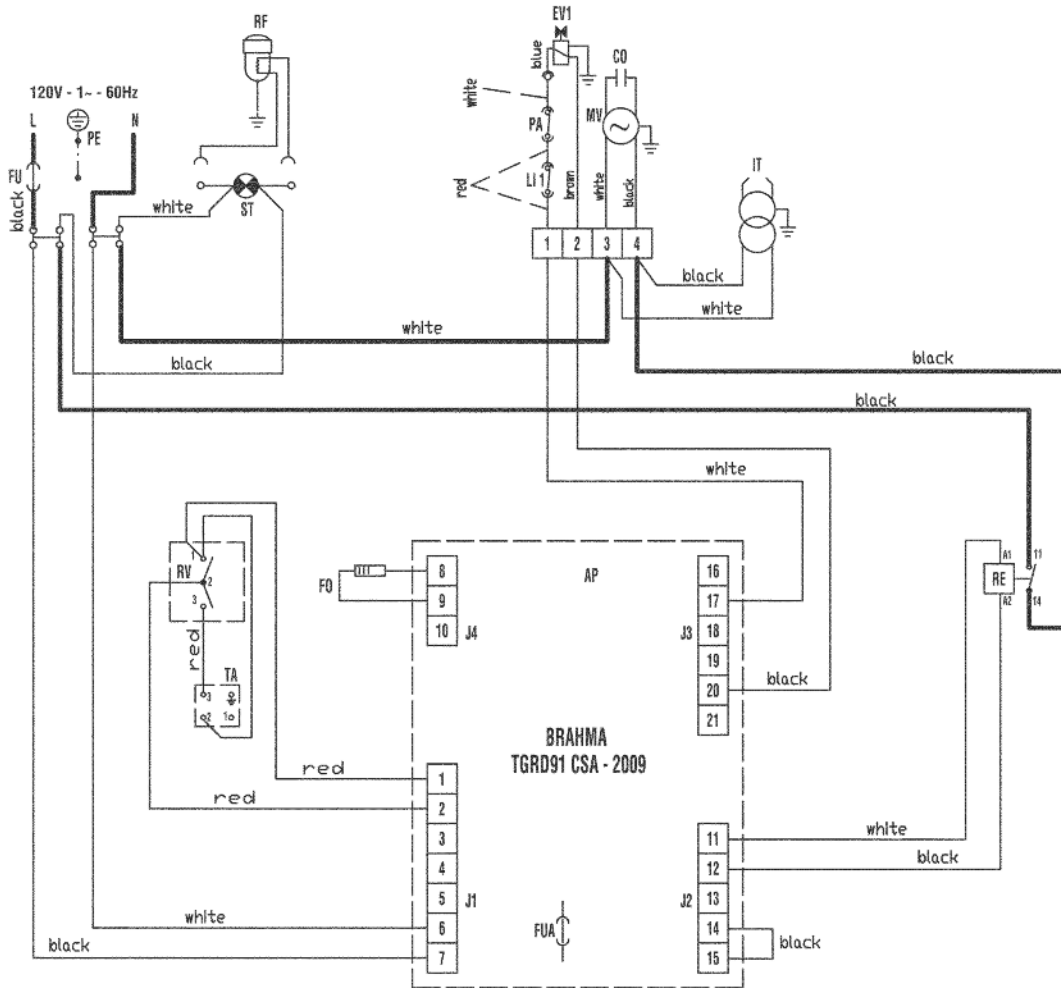 RF
EV1
CO
blue
120V - 1~ - 60Hz
white
L
N
PE
PA
MV
FU
red
LI 1
brown
white
black
IT
black
white
ST
1 2 3 4
black
white
white
black
black
black
white
RV
1
2
3
FO
8
9
10
J4
AP
16
17
18
19
20
21
J3
A1
11
RE
A2
14
red
TA
3
2
1
black
BRAHMA
TGRD91 CSA - 2009
red
red
1
2
3
4
5
6
7
J1
11
12
13
14
15
J2
white
black
white
black
FUA
black